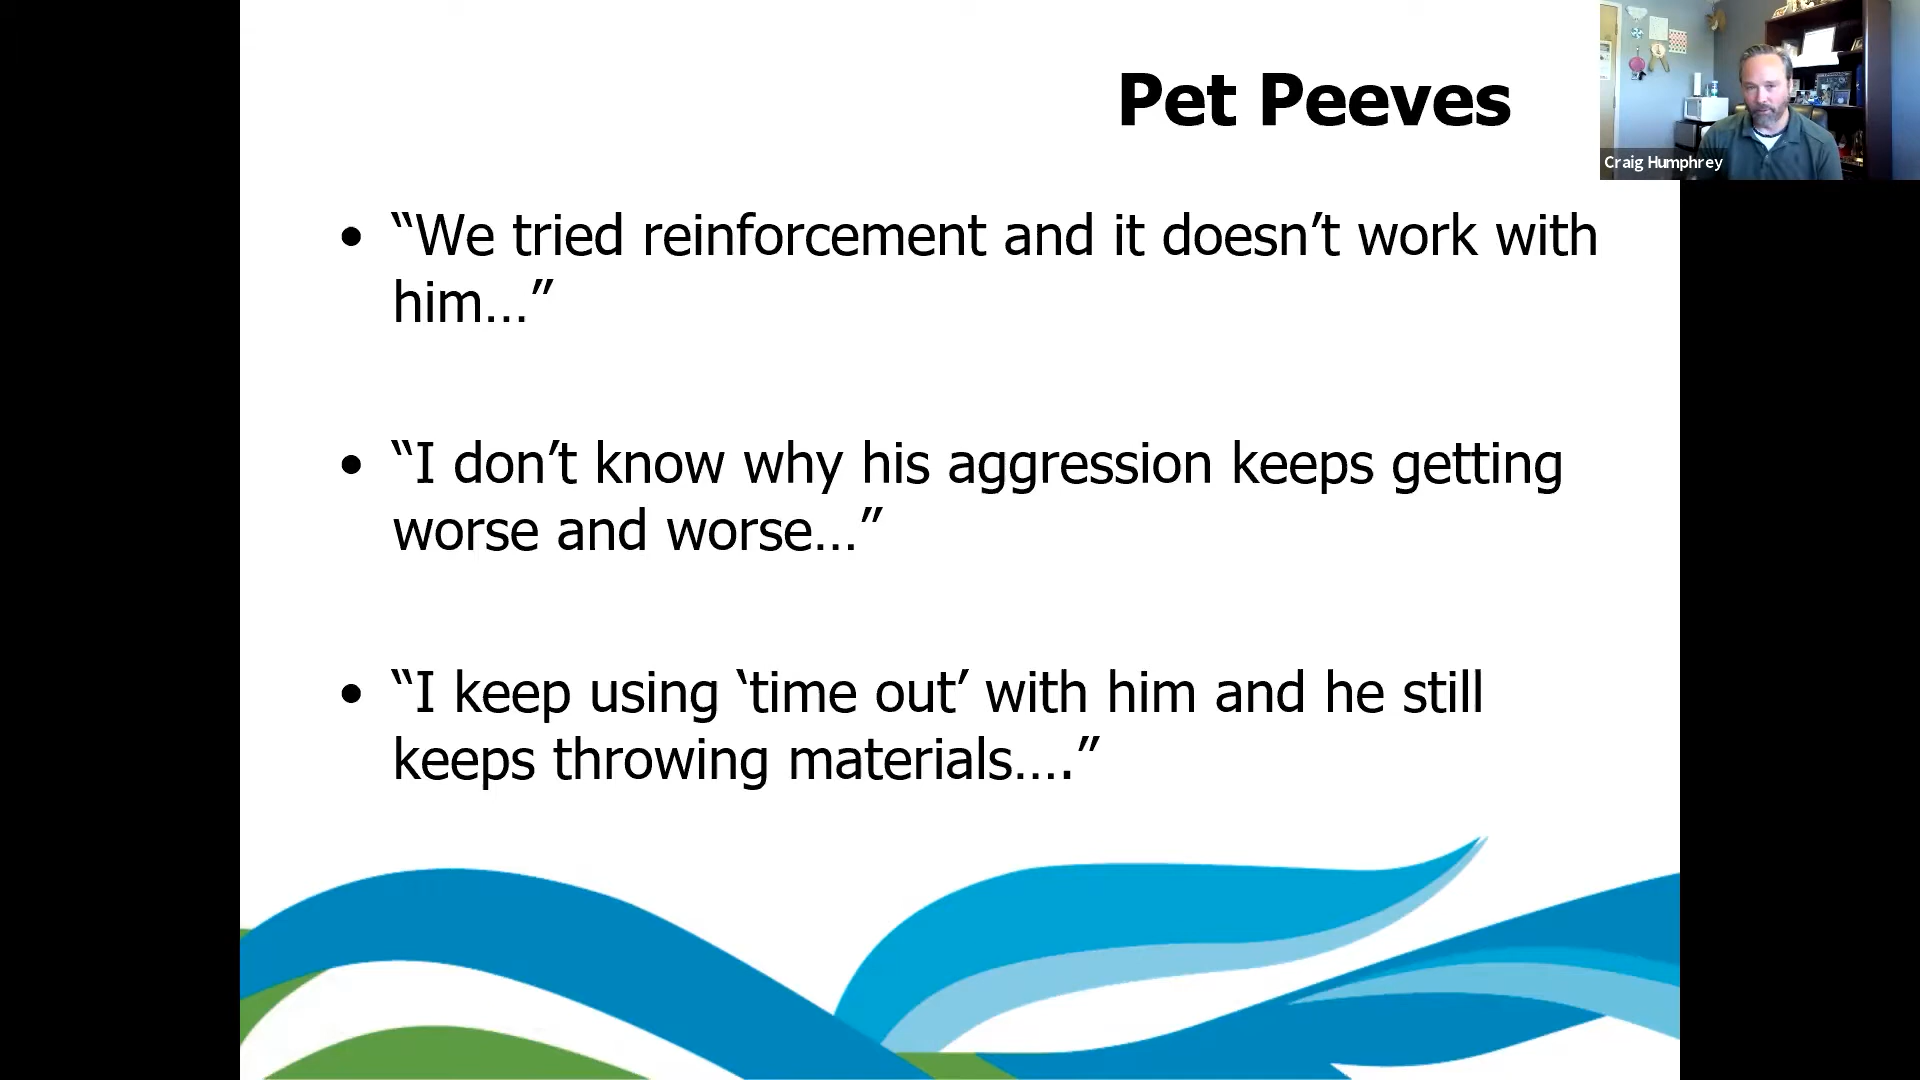 Pet Peeves
Craig Humphrey
• “We tried reinforcement and it doesn’t work with
him…”
• “I don’t know why his aggression keeps getting
worse and worse…”
• “I keep using ‘time out’ with him and he still
keeps throwing materials….”